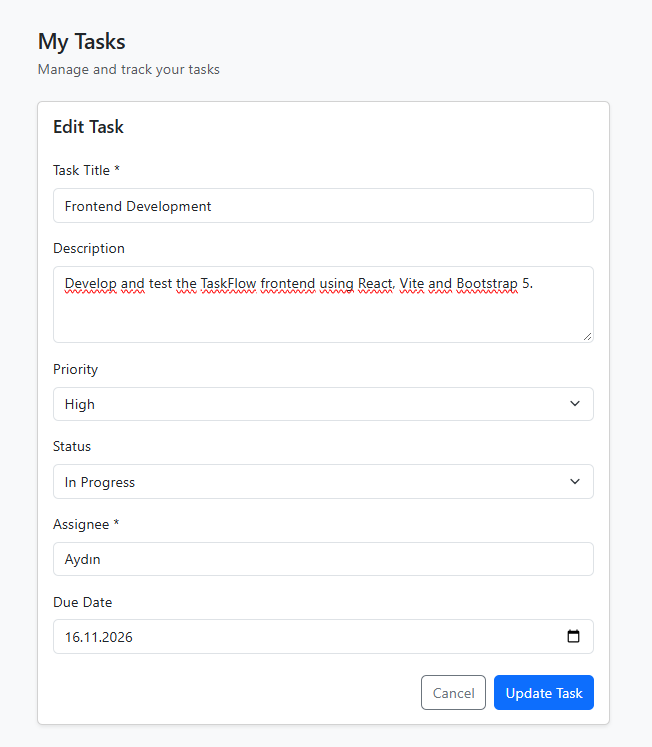 My Tasks
Manage and track your tasks
Edit Task
Task Title *
Frontend Development
Description
Develop and test the TaskFlow frontend using React, Vite and Bootstrap 5.
Priority
High
Status
In Progress
Assignee *
Aydın
Due Date
16.11.2026
Cancel
Update Task